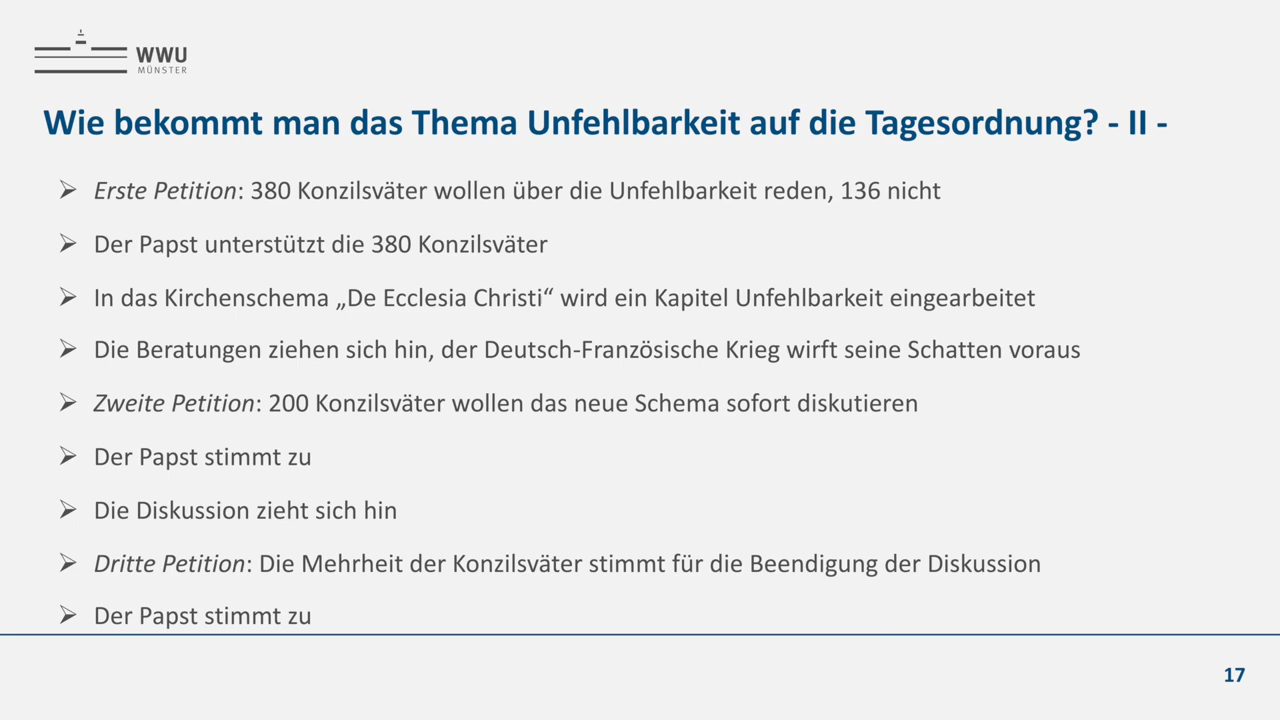 WWU
MÜNSTER
Wie bekommt man das Thema Unfehlbarkeit auf die Tagesordnung? - II -
Erste Petition: 380 Konzilsväter wollen über die Unfehlbarkeit reden, 136 nicht
Der Papst unterstützt die 380 Konzilsväter
In das Kirchenschema „De Ecclesia Christi“ wird ein Kapitel Unfehlbarkeit eingearbeitet
Die Beratungen ziehen sich hin, der Deutsch-Französische Krieg wirft seine Schatten voraus
Zweite Petition: 200 Konzilsväter wollen das neue Schema sofort diskutieren
Der Papst stimmt zu
Die Diskussion zieht sich hin
Dritte Petition: Die Mehrheit der Konzilsväter stimmt für die Beendigung der Diskussion
Der Papst stimmt zu
17